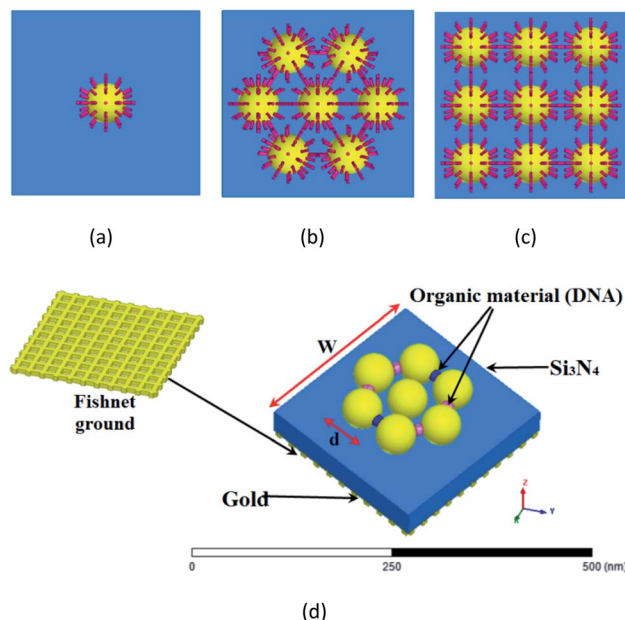 (a)
(b)
(c)
Organic material (DNA)
W
Si₃N₄
Fishnet
ground
d
Gold
Z
Y
X
0
250
500 (nm)
(d)